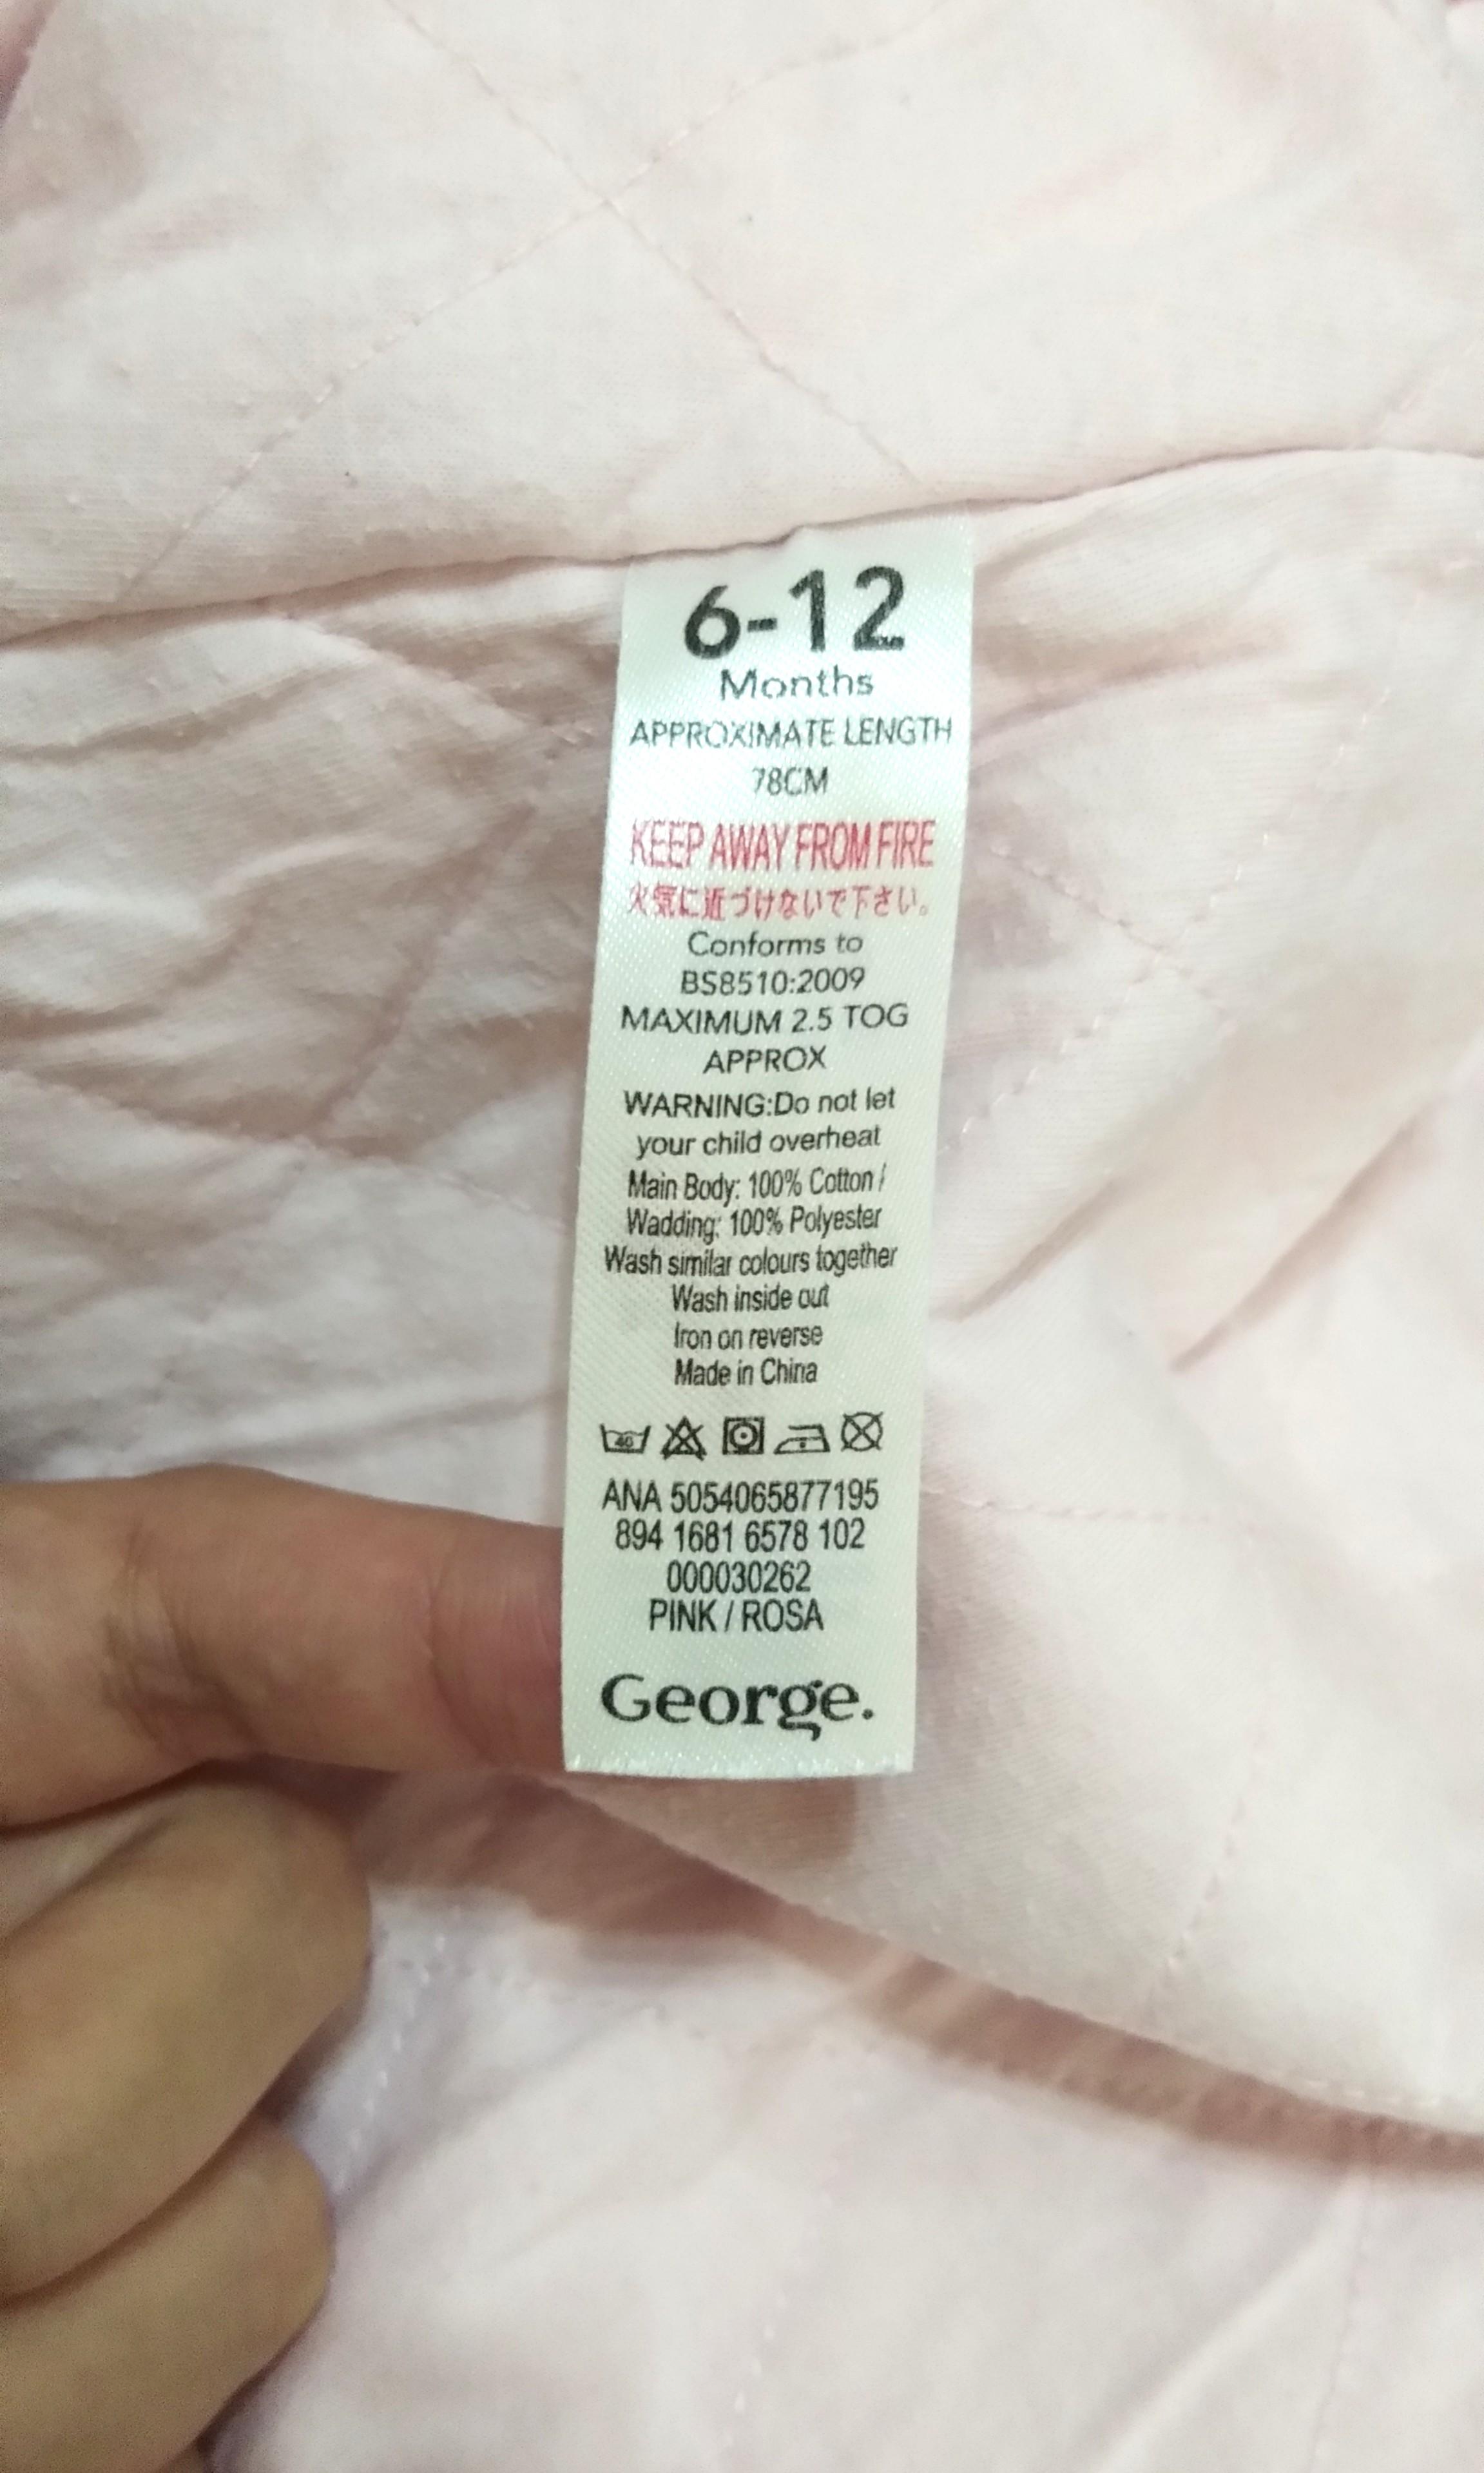 6-12
Months
APPROXIMATE LENGTH
78CM
KEEP AWAY FROM FIRE
火気に近づけないで下さい。
Conforms to
BS8510:2009
MAXIMUM 2.5 TOG
APPROX
WARNING:Do not let
your child overheat
Main Body: 100% Cotton /
Wadding: 100% Polyester
Wash similar colours together
Wash inside out
Iron on reverse
Made in China
40
ANA 5054065877195
894 1681 6578 102
000030262
PINK / ROSA
George.